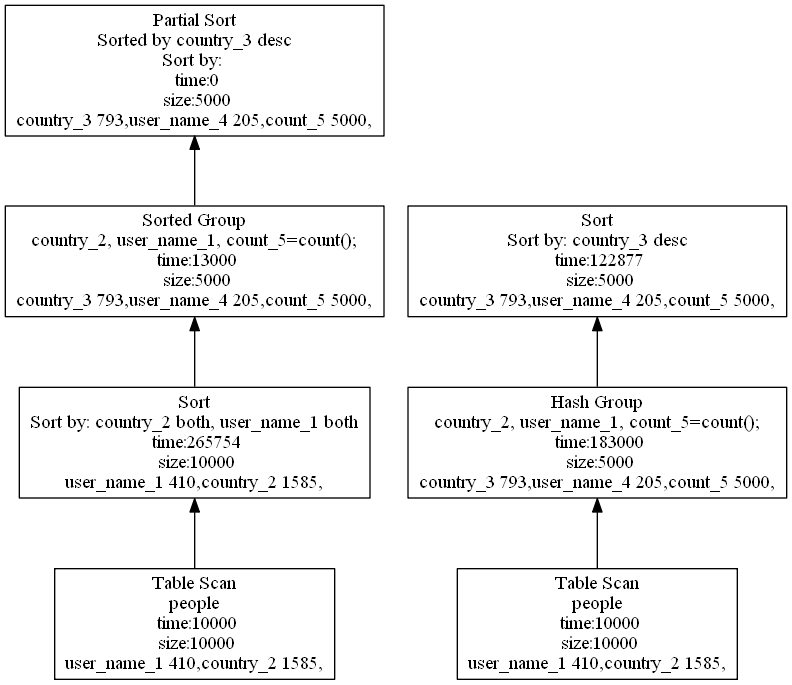 Partial Sort
Sorted by country_3 desc
Sort by:
time:0
size:5000
country_3 793,user_name_4 205,count_5 5000,
Sorted Group
country_2, user_name_1, count_5=count();
time:13000
size:5000
country_3 793,user_name_4 205,count_5 5000,
Sort
Sort by: country_2 both, user_name_1 both
time:265754
size:10000
user_name_1 410,country_2 1585,
Table Scan
people
time:10000
size:10000
user_name_1 410,country_2 1585,
Sort
Sort by: country_3 desc
time:122877
size:5000
country_3 793,user_name_4 205,count_5 5000,
Hash Group
country_2, user_name_1, count_5=count();
time:183000
size:5000
country_3 793,user_name_4 205,count_5 5000,
Table Scan
people
time:10000
size:10000
user_name_1 410,country_2 1585,